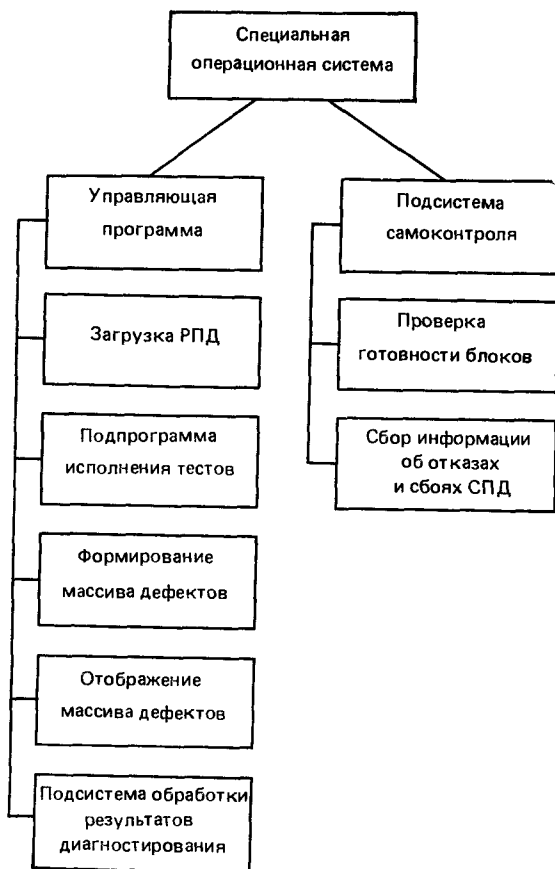 Специальная
операционная система
Управляющая
программа
Загрузка РПД
Подпрограмма
исполнения тестов
Формирование
массива дефектов
Отображение
массива дефектов
Подсистема обработки
результатов
диагностирования
Подсистема
самоконтроля
Проверка
готовности блоков
Сбор информации
об отказах
и сбоях СПД